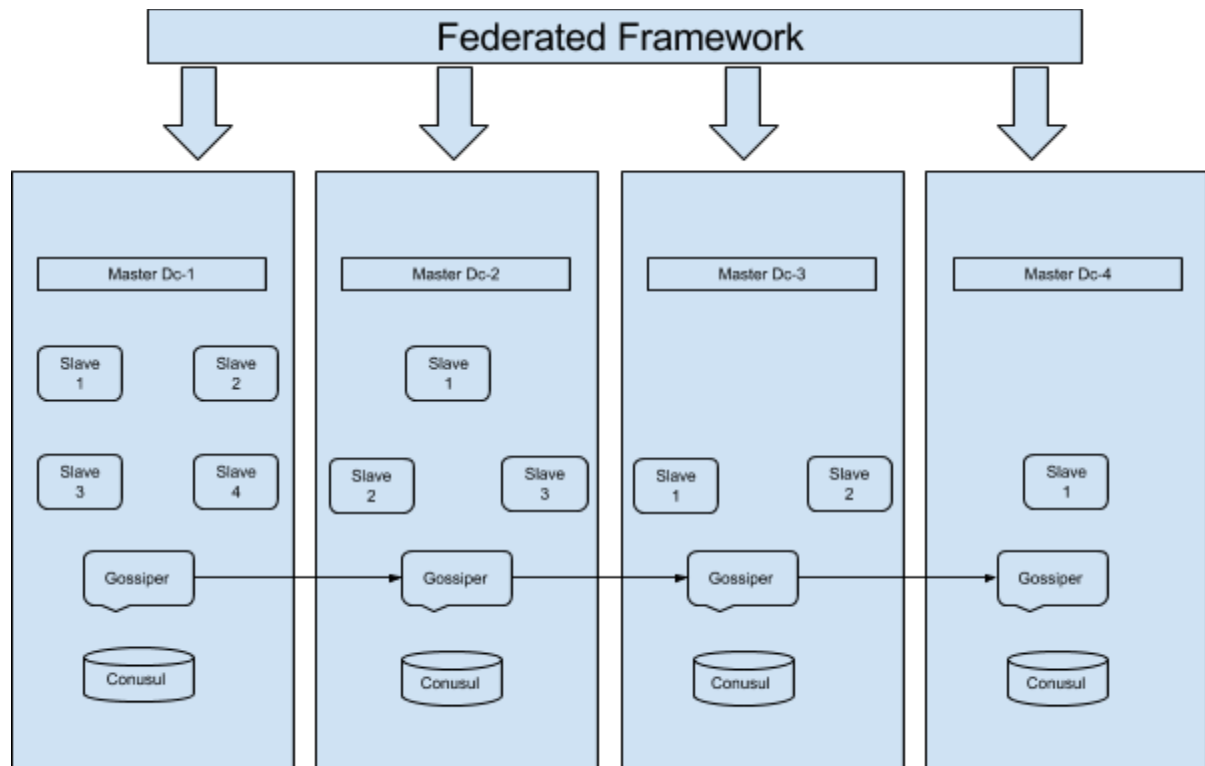 Federated Framework
Master Dc-1
Master Dc-2
Master Dc-3
Master Dc-4
Slave
1
Slave
2
Slave
1
Slave
3
Slave
4
Slave
2
Slave
3
Slave
1
Slave
2
Slave
1
Gossiper
Gossiper
Gossiper
Gossiper
Conusul
Conusul
Conusul
Conusul